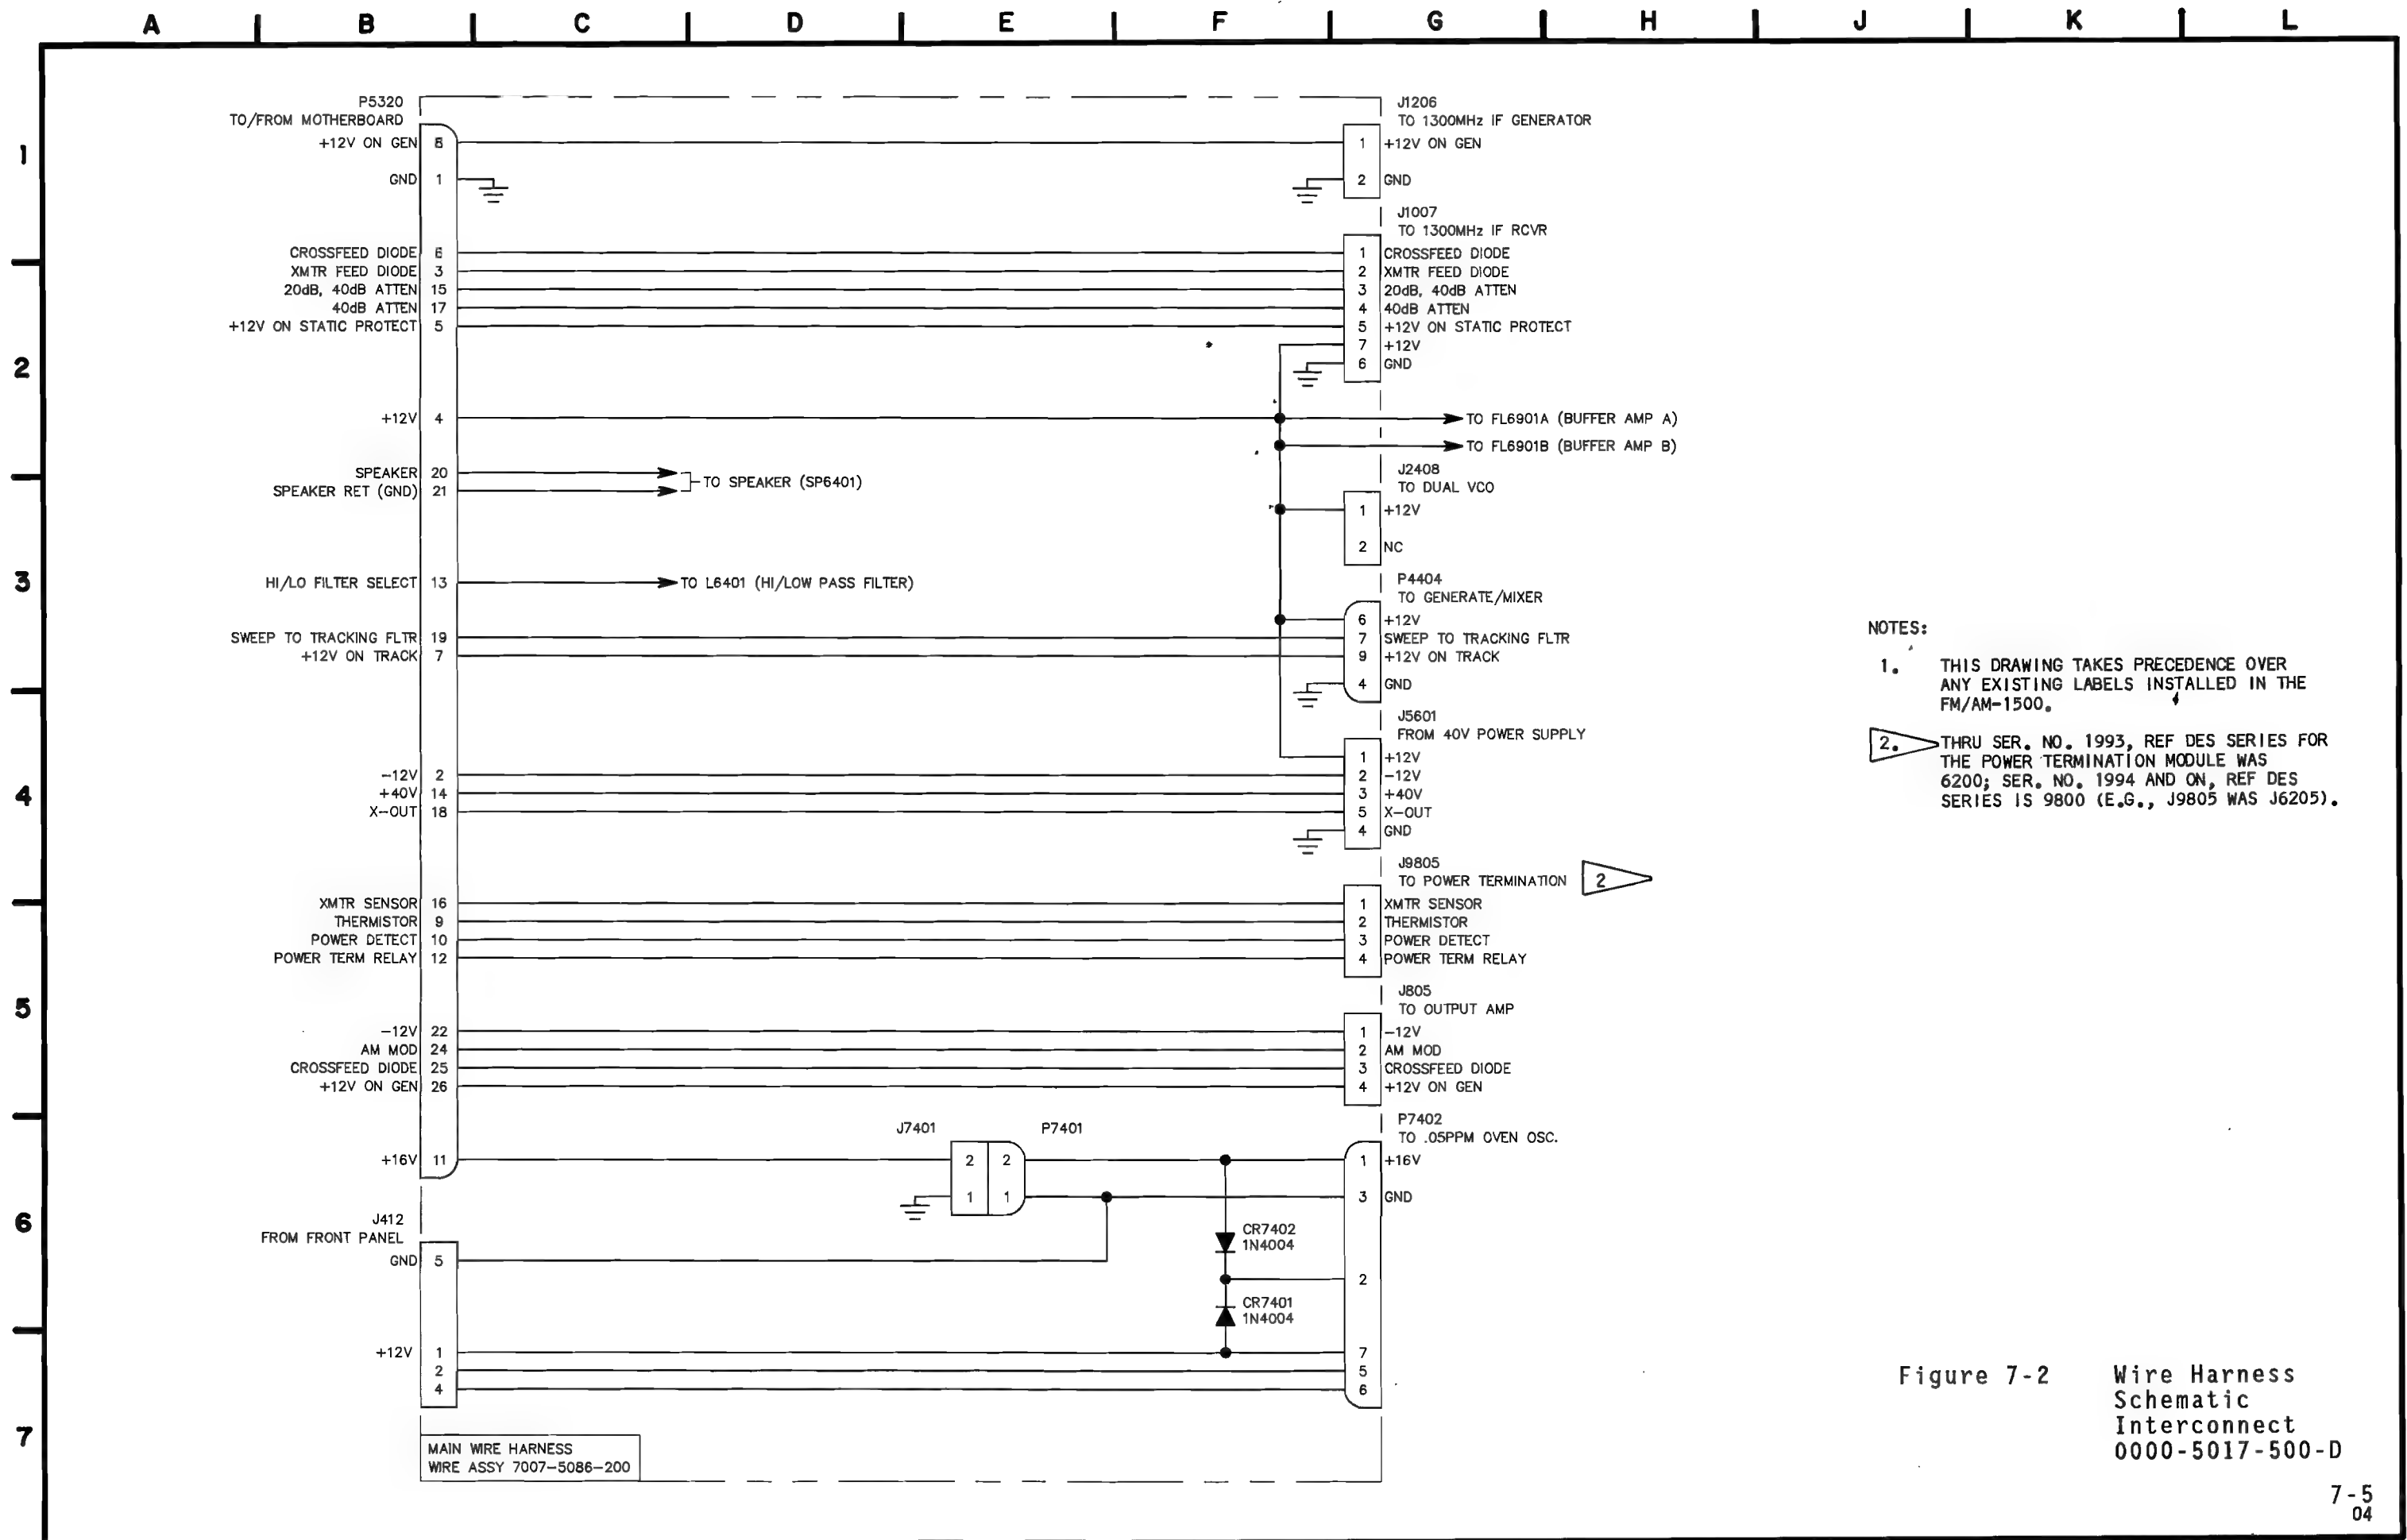 A B C D E F G H J K L
1
2
3
4
5
6
7
P5320
TO/FROM MOTHERBOARD
+12V ON GEN
GND 1
CROSSFEED DIODE
XMTR FEED DIODE 3
20dB, 40dB ATTEN 15
40dB ATTEN 17
+12V ON STATIC PROTECT 5
+12V 4
SPEAKER 20
SPEAKER RET (GND) 21
TO SPEAKER (SP6401)
HI/LO FILTER SELECT 13
TO L6401 (HI/LOW PASS FILTER)
SWEEP TO TRACKING FLTR 19
+12V ON TRACK 7
-12V 2
+40V 14
X-OUT 18
XMTR SENSOR 16
THERMISTOR 9
POWER DETECT 10
POWER TERM RELAY 12
-12V 22
AM MOD 24
CROSSFEED DIODE 25
+12V ON GEN 26
+16V 11
J7401
2
1
P7401
2
1
J412
FROM FRONT PANEL
GND 5
+12V 1
2
4
CR7402
1N4004
CR7401
1N4004
MAIN WIRE HARNESS
WIRE ASSY 7007-5086-200
J1206
TO 1300MHz IF GENERATOR
1 +12V ON GEN
2 GND
J1007
TO 1300MHz IF RCVR
1 CROSSFEED DIODE
2 XMTR FEED DIODE
3 20dB, 40dB ATTEN
4 40dB ATTEN
5 +12V ON STATIC PROTECT
7 +12V
6 GND
TO FL6901A (BUFFER AMP A)
TO FL6901B (BUFFER AMP B)
J2408
TO DUAL VCO
1 +12V
2 NC
P4404
TO GENERATE/MIXER
6 +12V
7 SWEEP TO TRACKING FLTR
9 +12V ON TRACK
4 GND
J5601
FROM 40V POWER SUPPLY
1 +12V
2 -12V
3 +40V
5 X-OUT
4 GND
J9805
TO POWER TERMINATION 2
1 XMTR SENSOR
2 THERMISTOR
3 POWER DETECT
4 POWER TERM RELAY
J805
TO OUTPUT AMP
1 -12V
2 AM MOD
3 CROSSFEED DIODE
4 +12V ON GEN
P7402
TO .05PPM OVEN OSC.
1 +16V
3 GND
2
7
5
6
NOTES:
1. THIS DRAWING TAKES PRECEDENCE OVER
ANY EXISTING LABELS INSTALLED IN THE
FM/AM-1500.
2. THRU SER. NO. 1993, REF DES SERIES FOR
THE POWER TERMINATION MODULE WAS
6200; SER. NO. 1994 AND ON, REF DES
SERIES IS 9800 (E.G., J9805 WAS J6205).
Figure 7-2 Wire Harness
Schematic
Interconnect
0000-5017-500-D
7-5
04